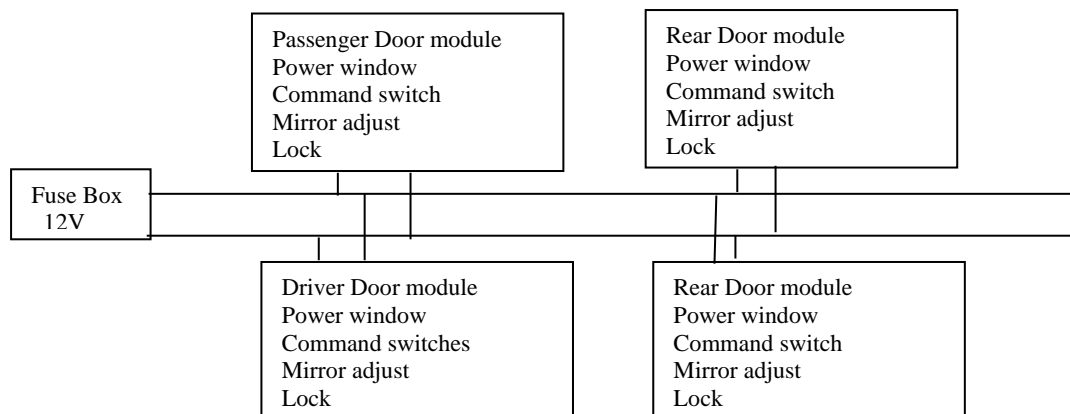 Passenger Door module
Power window
Command switch
Mirror adjust
Lock
Rear Door module
Power window
Command switch
Mirror adjust
Lock
Fuse Box
12V
Driver Door module
Power window
Command switches
Mirror adjust
Lock
Rear Door module
Power window
Command switch
Mirror adjust
Lock